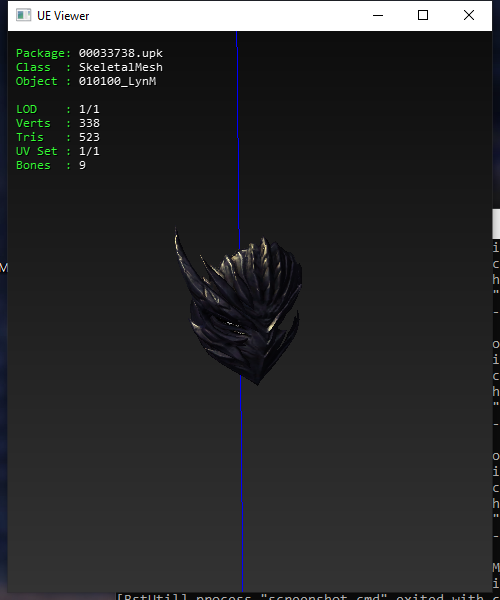 UE Viewer
Package: 00033738.upk
Class  : SkeletalMesh
Object : 010100_LynM
LOD    : 1/1
Verts  : 338
Tris   : 523
UV Set : 1/1
Bones  : 9
M
i
c
h
"
-
o
i
c
h
"
-
o
i
c
h
"
-
M
i
[BstUtil] process "screenshot.cmd" exited with c